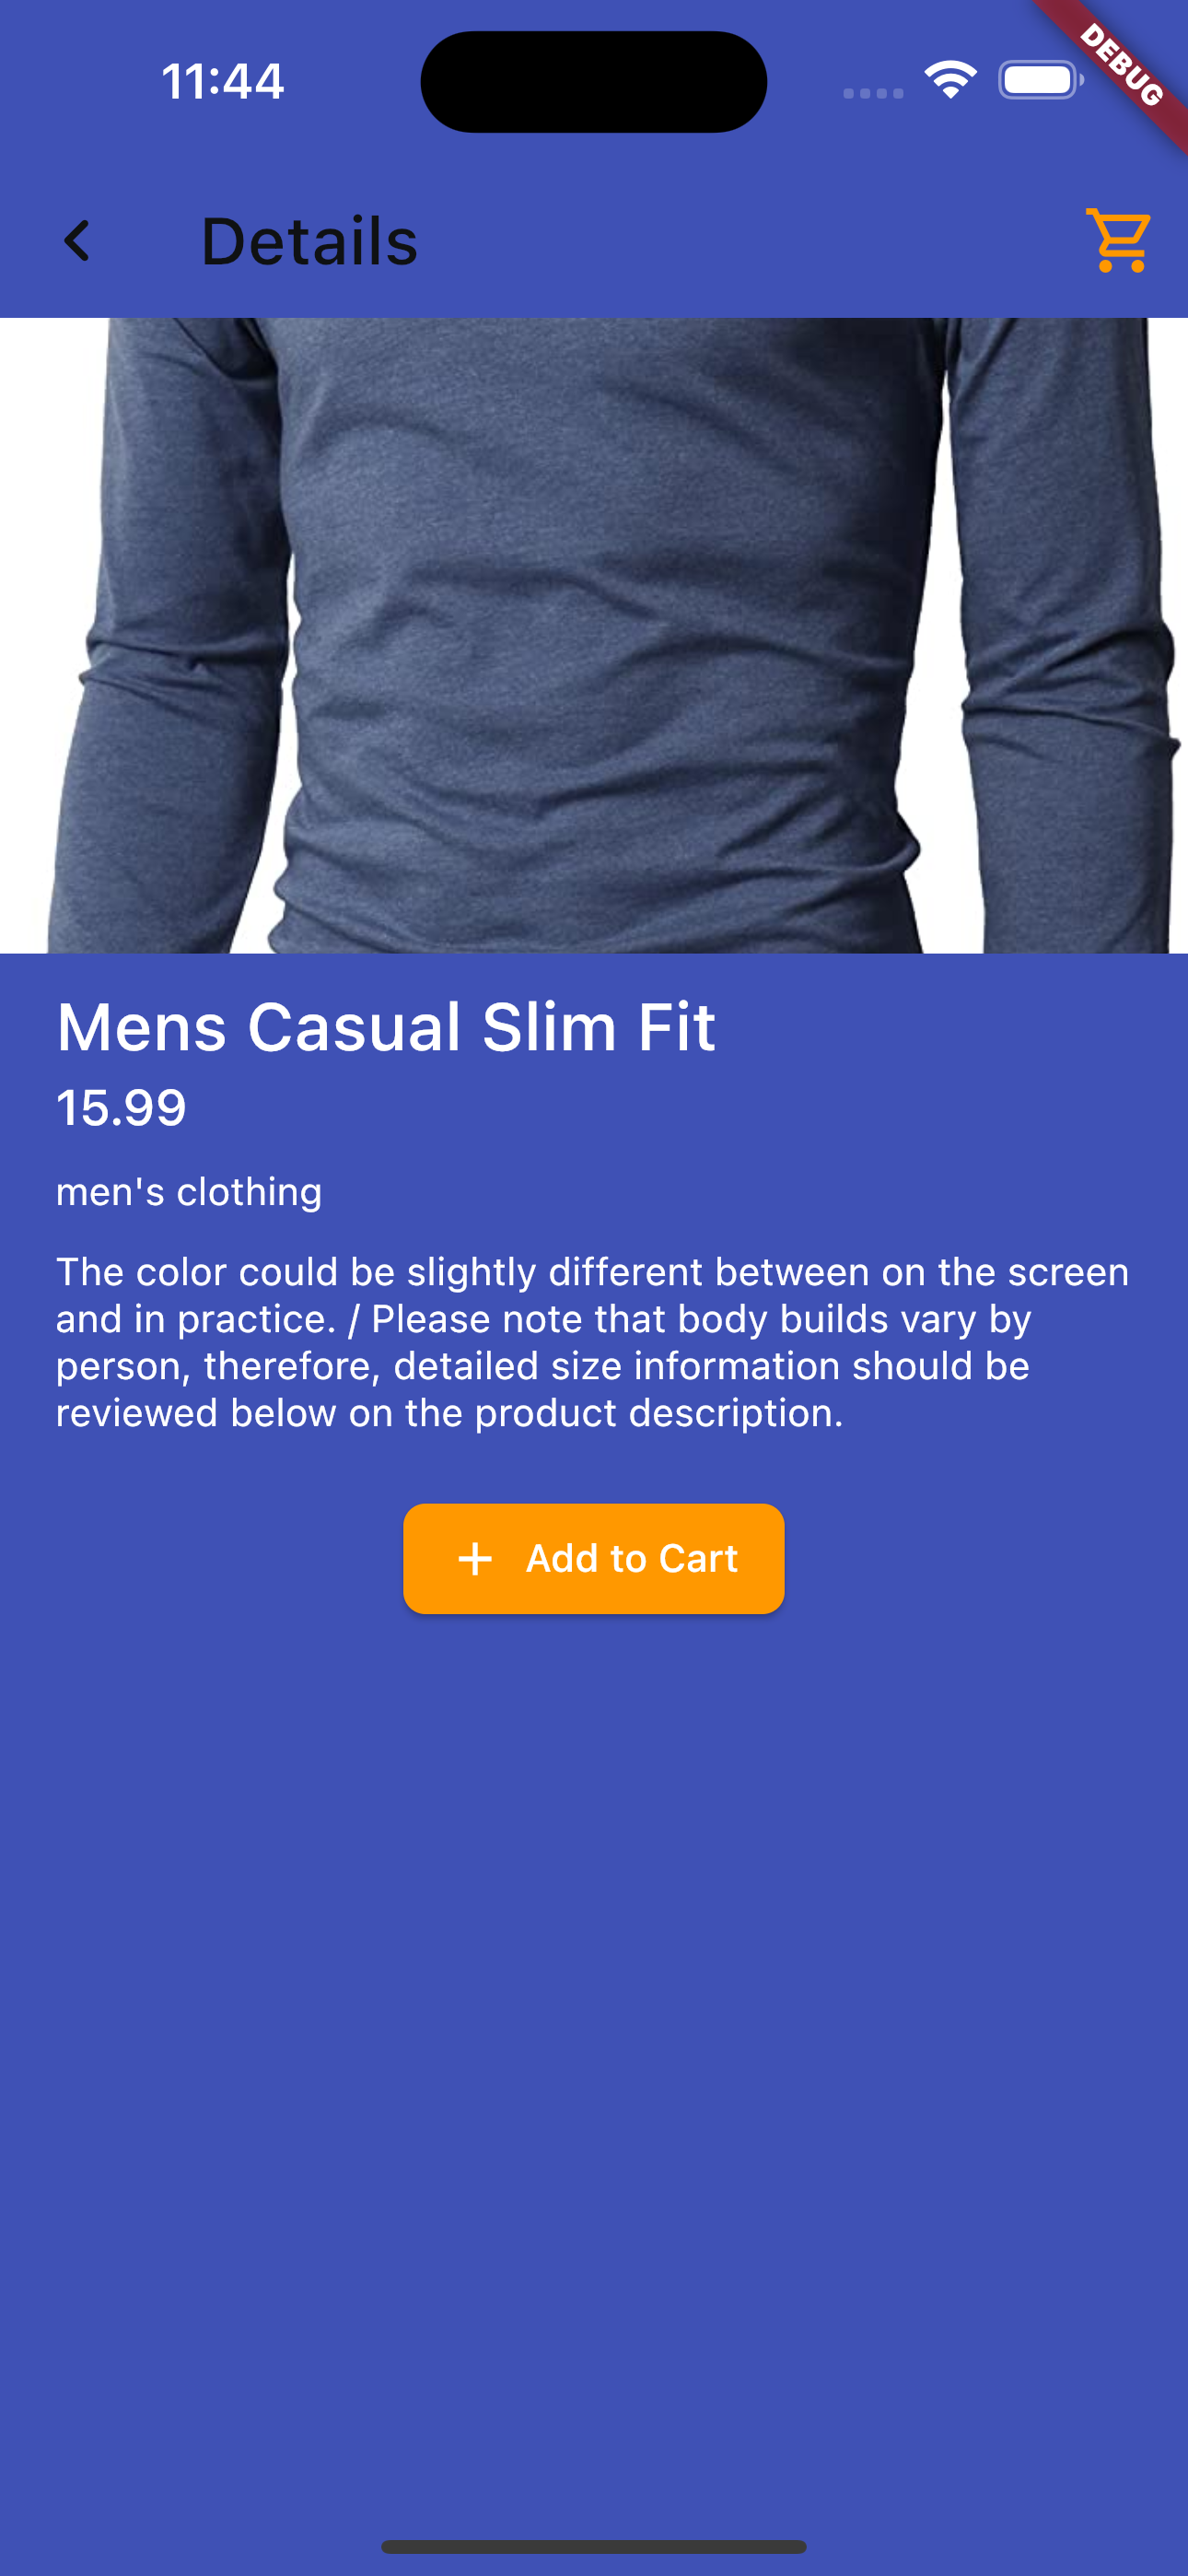 11:44
DEBUG
Details
Mens Casual Slim Fit
15.99
men's clothing
The color could be slightly different between on the screen
and in practice. / Please note that body builds vary by
person, therefore, detailed size information should be
reviewed below on the product description.
+ Add to Cart